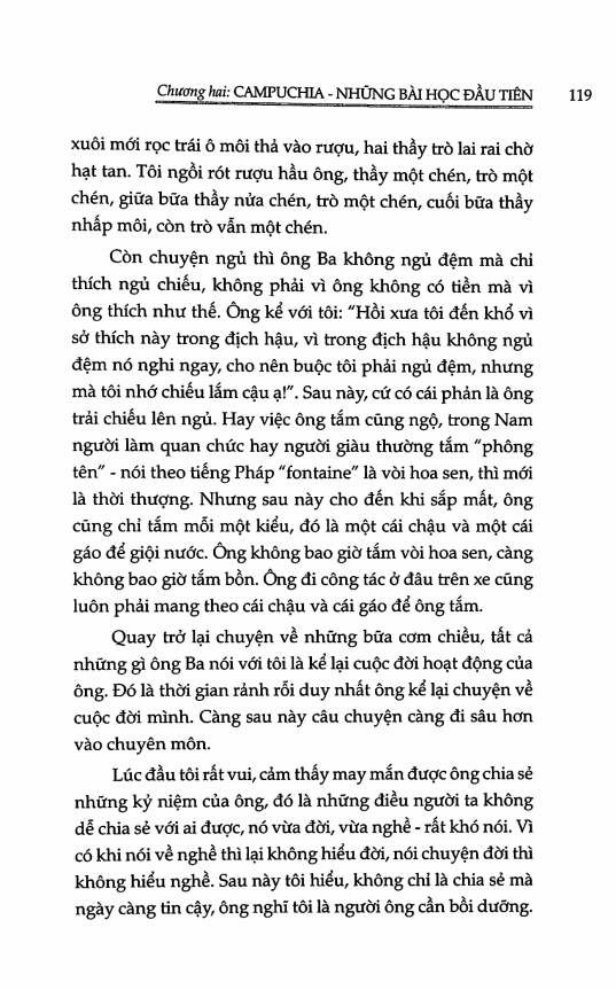 Chương hai: CAMPUCHIA - NHỮNG BÀI HỌC ĐẦU TIÊN 119
xuôi mới rọc trái ô môi thả vào rượu, hai thầy trò lai rai chờ
hạt tan. Tôi ngồi rót rượu hầu ông, thầy một chén, trò một
chén, giữa bữa thầy nửa chén, trò một chén, cuối bữa thầy
nhấp môi, còn trò vẫn một chén.
Còn chuyện ngủ thì ông Ba không ngủ đệm mà chỉ
thích ngủ chiếu, không phải vì ông không có tiền mà vì
ông thích như thế. Ông kể với tôi: "Hồi xưa tôi đến khổ vì
sở thích này trong địch hậu, vì trong địch hậu không ngủ
đệm nó nghi ngay, cho nên buộc tôi phải ngủ đệm, nhưng
mà tôi nhớ chiếu lắm cậu ạ!". Sau này, cứ có cái phản là ông
trải chiếu lên ngủ. Hay việc ông tắm cũng ngộ, trong Nam
người làm quan chức hay người giàu thường tắm "phông
tên" - nói theo tiếng Pháp "fontaine" là vòi hoa sen, thì mới
là thời thượng. Nhưng sau này cho đến khi sắp mất, ông
cũng chỉ tắm mỗi một kiểu, đó là một cái chậu và một cái
gáo để giội nước. Ông không bao giờ tắm vòi hoa sen, càng
không bao giờ tắm bồn. Ông đi công tác ở đâu trên xe cũng
luôn phải mang theo cái chậu và cái gáo để ông tắm.
Quay trở lại chuyện về những bữa cơm chiều, tất cả
những gì ông Ba nói với tôi là kể lại cuộc đời hoạt động của
ông. Đó là thời gian rảnh rỗi duy nhất ông kể lại chuyện về
cuộc đời mình. Càng sau này câu chuyện càng đi sâu hơn
vào chuyên môn.
Lúc đầu tôi rất vui, cảm thấy may mắn được ông chia sẻ
những kỷ niệm của ông, đó là những điều người ta không
dễ chia sẻ với ai được, nó vừa đời, vừa nghề - rất khó nói. Vì
có khi nói về nghề thì lại không hiểu đời, nói chuyện đời thì
không hiểu nghề. Sau này tôi hiểu, không chỉ là chia sẻ mà
ngày càng tin cậy, ông nghĩ tôi là người ông cần bồi dưỡng.